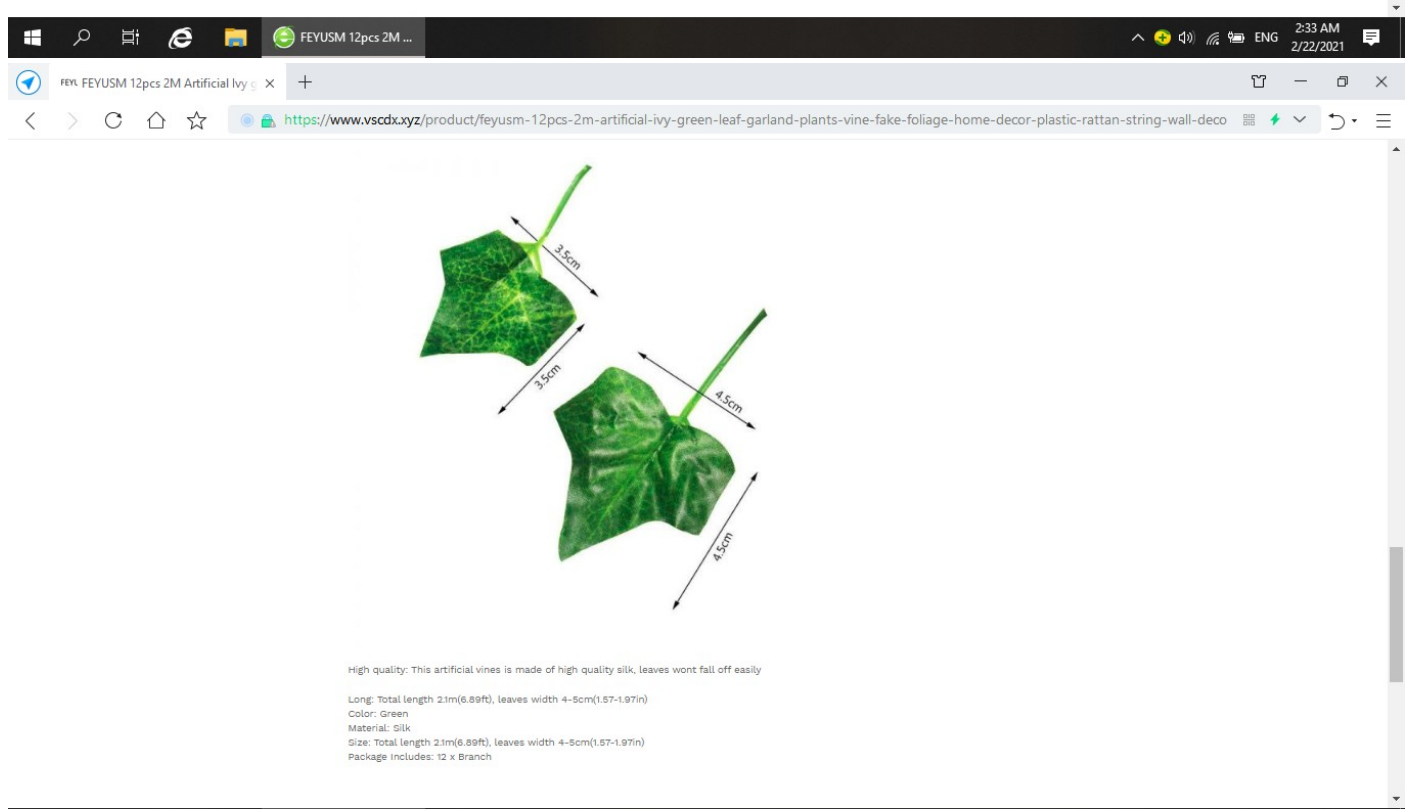 FEYUSM 12pcs 2M ...
ENG
2:33 AM
2/22/2021
FEYUSM 12pcs 2M Artificial Ivy g
https://www.vscdx.xyz/product/feyusm-12pcs-2m-artificial-ivy-green-leaf-garland-plants-vine-fake-foliage-home-decor-plastic-rattan-string-wall-deco
3.5cm
3.5cm
4.5cm
4.5cm
High quality: This artificial vines is made of high quality silk, leaves wont fall off easily
Long: Total length 2.1m(6.89ft), leaves width 4-5cm(1.57-1.97in)
Color: Green
Material: Silk
Size: Total length 2.1m(6.89ft), leaves width 4-5cm(1.57-1.97in)
Package Includes: 12 x Branch